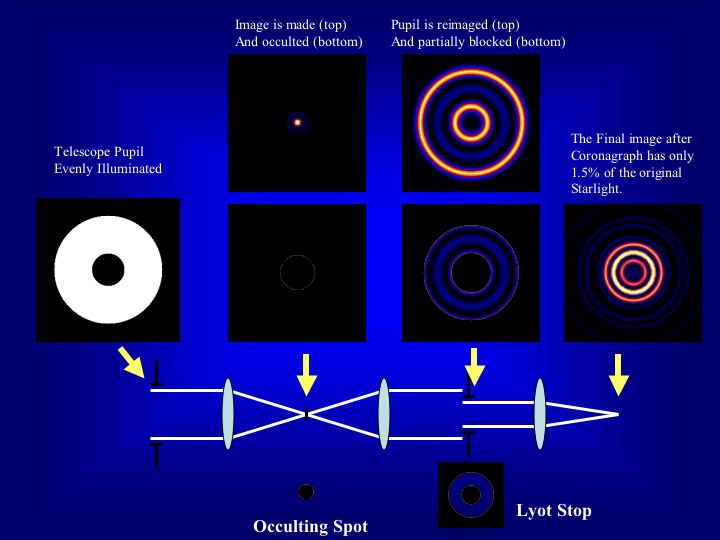 Image is made (top)
And occulted (bottom)
Pupil is reimaged (top)
And partially blocked (bottom)
Telescope Pupil
Evenly Illuminated
The Final image after
Coronagraph has only
1.5% of the original
Starlight.
Occulting Spot
Lyot Stop